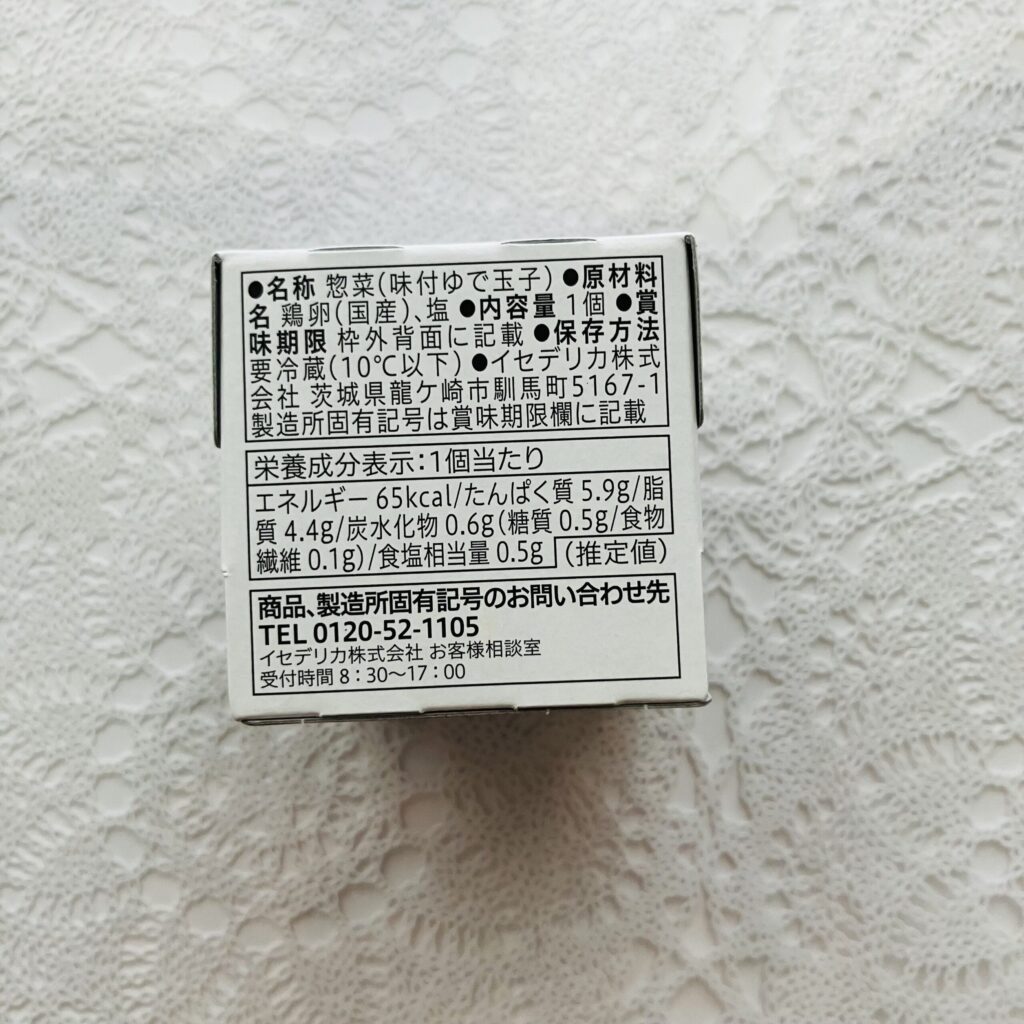 ●名称 惣菜(味付ゆで玉子) ●原材料
名 鶏卵(国産)、塩 ●内容量 1個 ●賞
味期限 枠外背面に記載 ●保存方法
要冷蔵(10℃以下) ●イセデリカ株式
会社 茨城県龍ケ崎市馴馬町5167-1
製造所固有記号は賞味期限欄に記載
栄養成分表示:1個当たり
エネルギー 65kcal/たんぱく質 5.9g/脂
質 4.4g/炭水化物 0.6g(糖質 0.5g/食物
繊維 0.1g)/食塩相当量 0.5g (推定値)
商品、製造所固有記号のお問い合わせ先
TEL 0120-52-1105
イセデリカ株式会社 お客様相談室
受付時間 8:30〜17:00